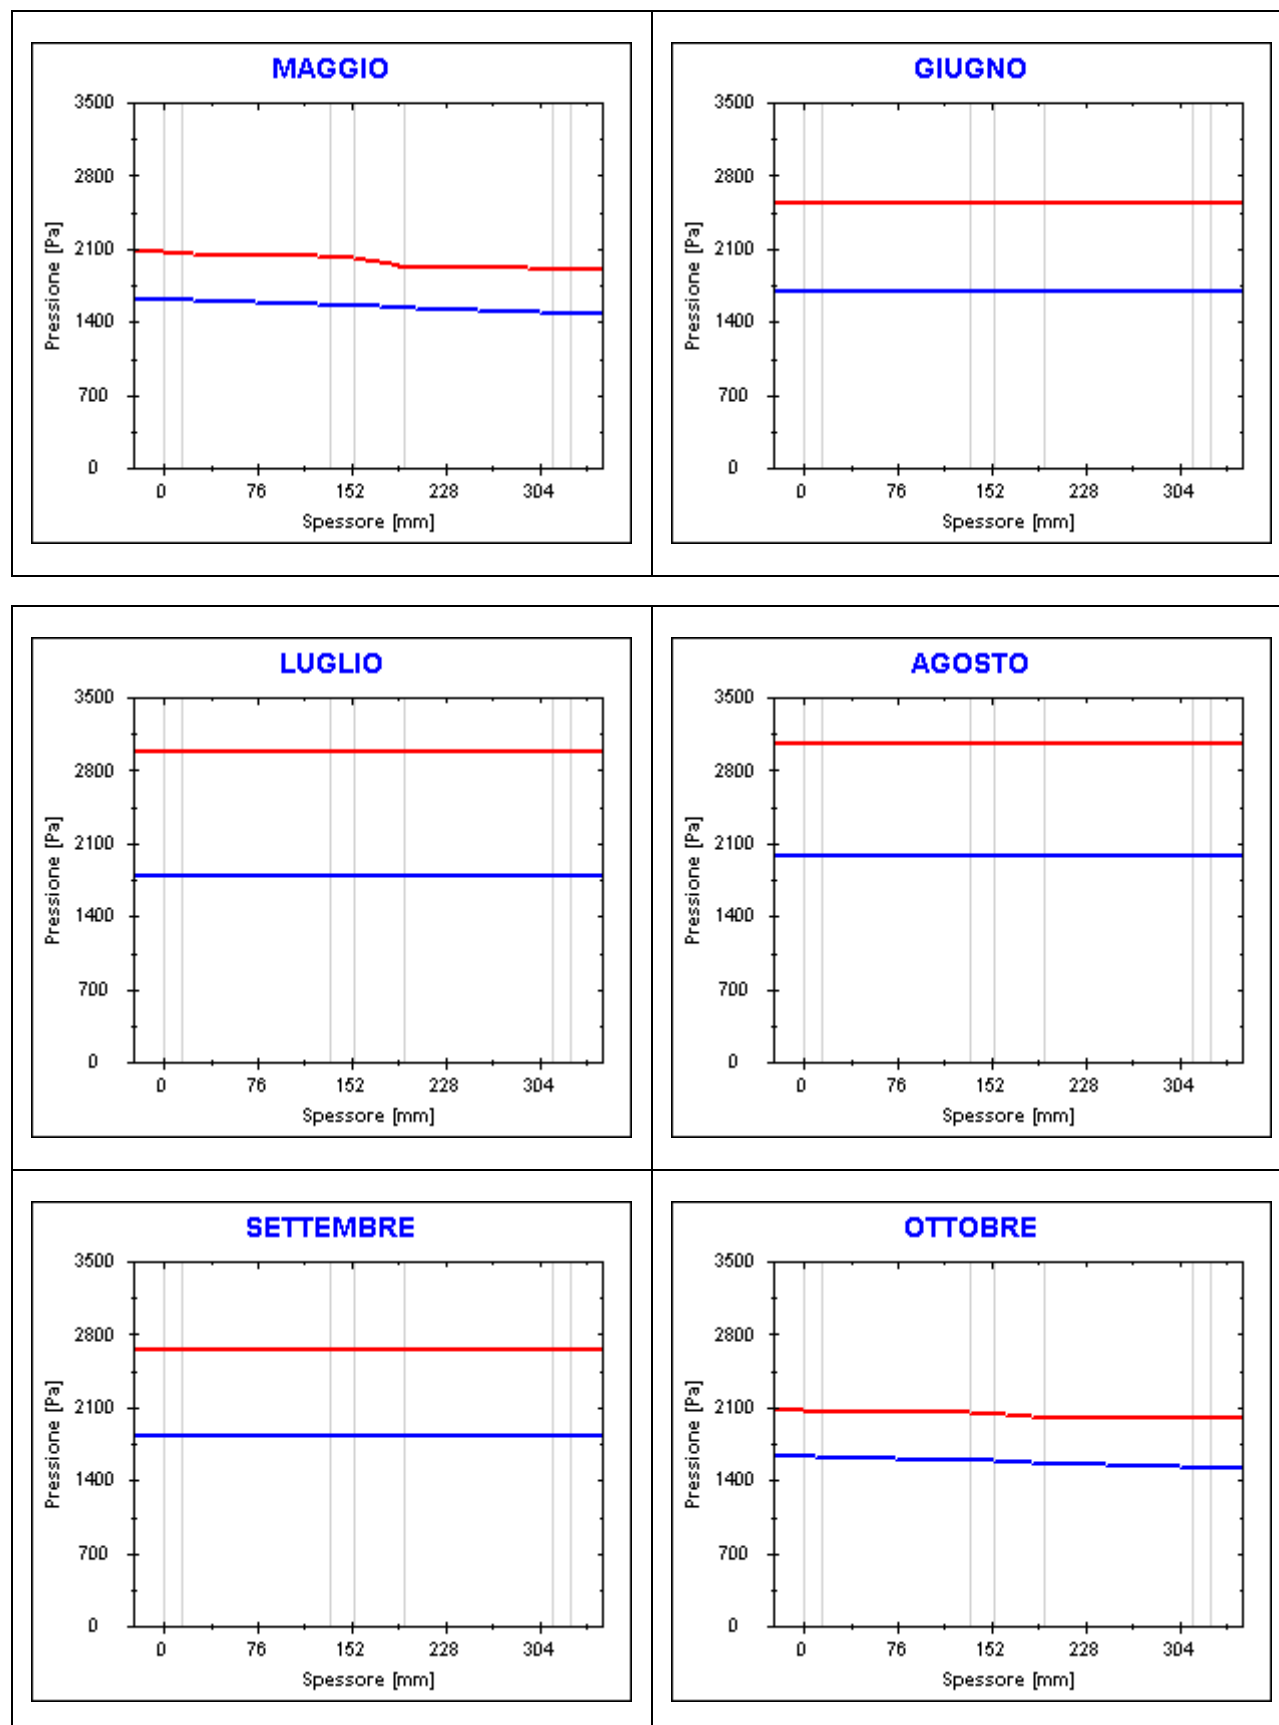 MAGGIO
3500
2800
2100
1400
700
0
Pressione [Pa]
0 76 152 228 304
Spessore [mm]
GIUGNO
3500
2800
2100
1400
700
0
Pressione [Pa]
0 76 152 228 304
Spessore [mm]
LUGLIO
3500
2800
2100
1400
700
0
Pressione [Pa]
0 76 152 228 304
Spessore [mm]
AGOSTO
3500
2800
2100
1400
700
0
Pressione [Pa]
0 76 152 228 304
Spessore [mm]
SETTEMBRE
3500
2800
2100
1400
700
0
Pressione [Pa]
0 76 152 228 304
Spessore [mm]
OTTOBRE
3500
2800
2100
1400
700
0
Pressione [Pa]
0 76 152 228 304
Spessore [mm]